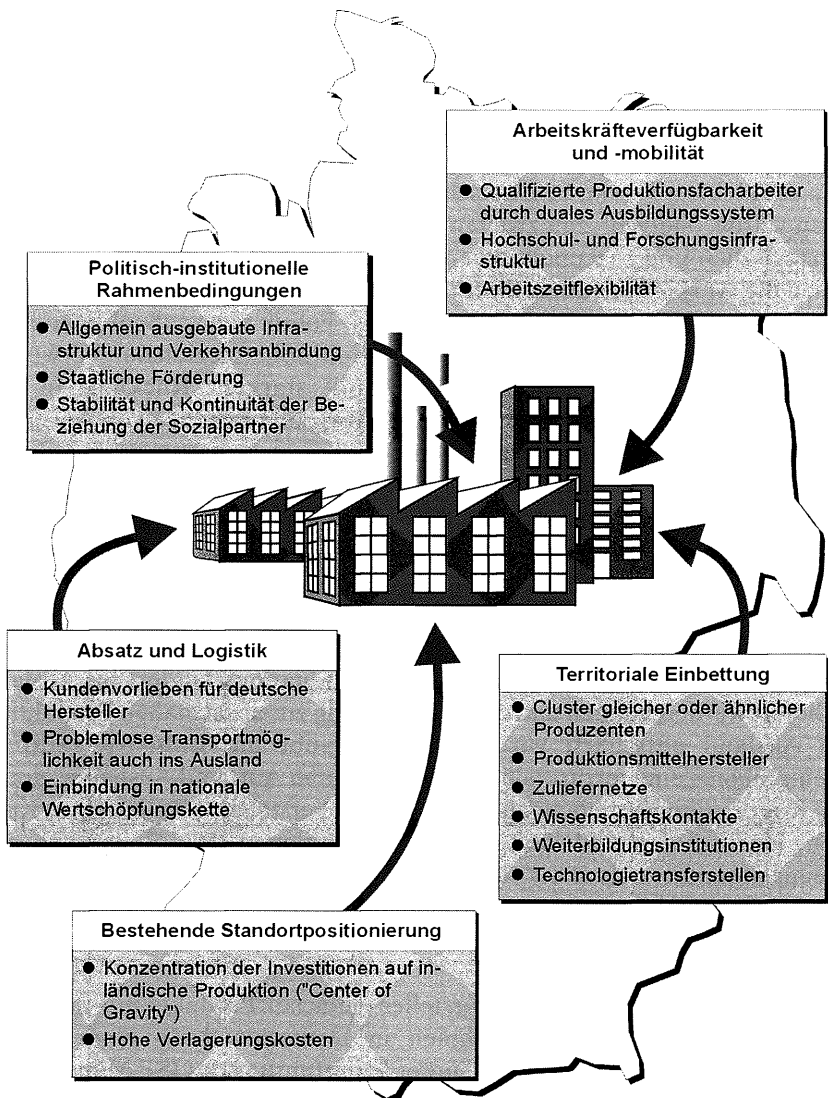 Arbeitskräfteverfügbarkeit
und -mobilität
● Qualifizierte Produktionsfacharbeiter
durch duales Ausbildungssystem
● Hochschul- und Forschungsinfra-
struktur
● Arbeitszeitflexibilität
Politisch-institutionelle
Rahmenbedingungen
● Allgemein ausgebaute Infra-
struktur und Verkehrsanbindung
● Staatliche Förderung
● Stabilität und Kontinuität der Be-
ziehung der Sozialpartner
Absatz und Logistik
● Kundenvorlieben für deutsche
Hersteller
● Problemlose Transportmög-
lichkeit auch ins Ausland
● Einbindung in nationale
Wertschöpfungskette
Territoriale Einbettung
● Cluster gleicher oder ähnlicher
Produzenten
● Produktionsmittelhersteller
● Zuliefernetze
● Wissenschaftskontakte
● Weiterbildungsinstitutionen
● Technologietransferstellen
Bestehende Standortpositionierung
● Konzentration der Investitionen auf in-
ländische Produktion ("Center of
Gravity")
● Hohe Verlagerungskosten